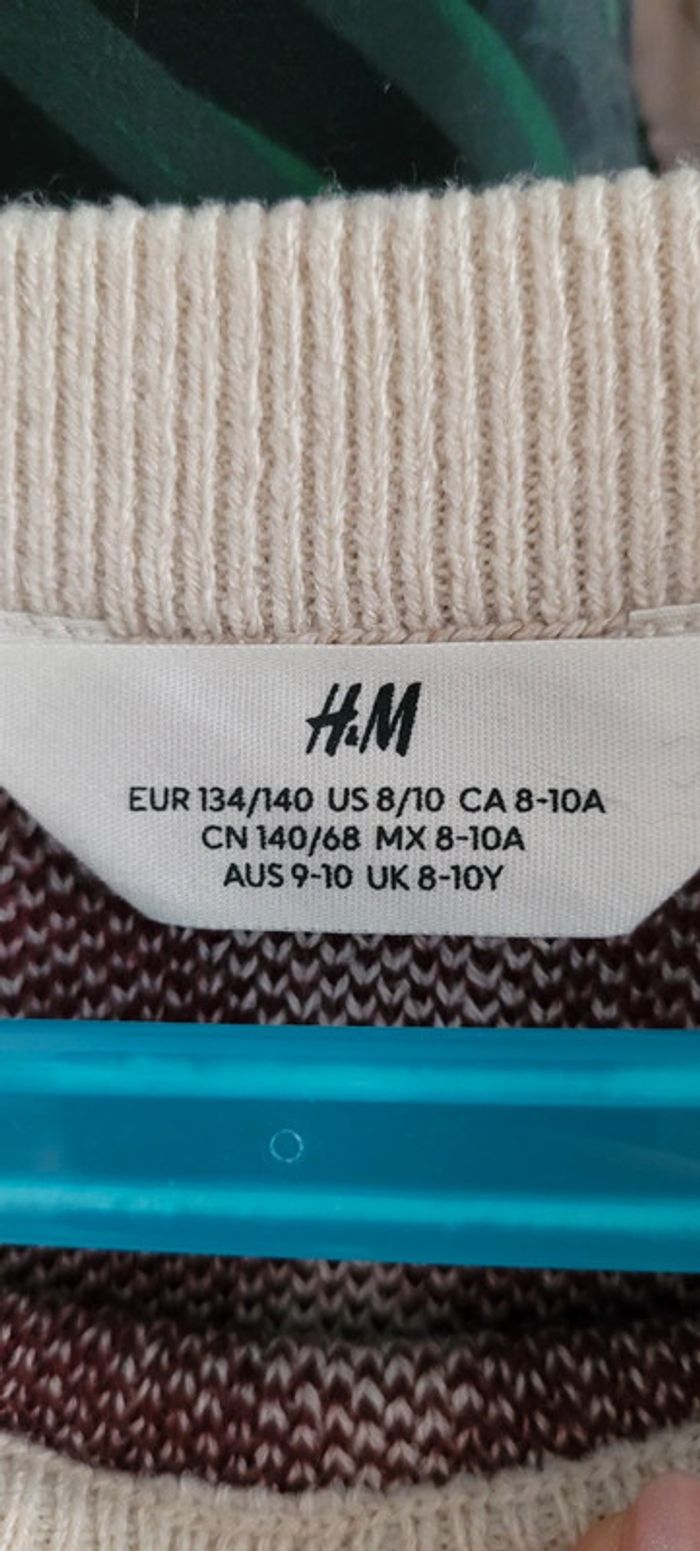 H&M
EUR 134/140 US 8/10 CA 8-10A
CN 140/68 MX 8-10A
AUS 9-10 UK 8-10Y